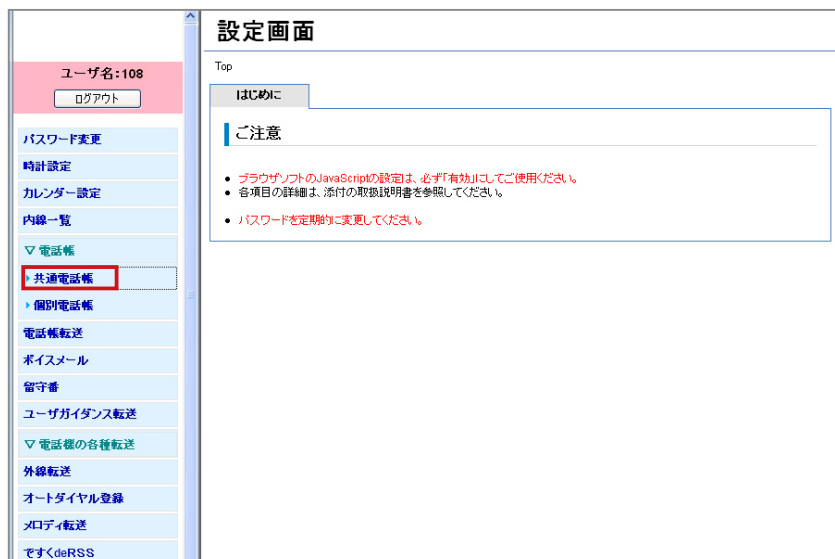 ユーザ名:108
ログアウト
パスワード変更
時計設定
カレンダー設定
内線一覧
▽ 電話帳
共通電話帳
個別電話帳
電話帳転送
ボイスメール
留守番
ユーザガイダンス転送
▽ 電話機の各種転送
外線転送
オートダイヤル登録
メロディ転送
ですくdeRSS
設定画面
Top
はじめに
ご注意
● ブラウザソフトのJavaScriptの設定は、必ず「有効」にしてご使用ください。
● 各項目の詳細は、添付の取扱説明書を参照してください。
● パスワードを定期的に変更してください。